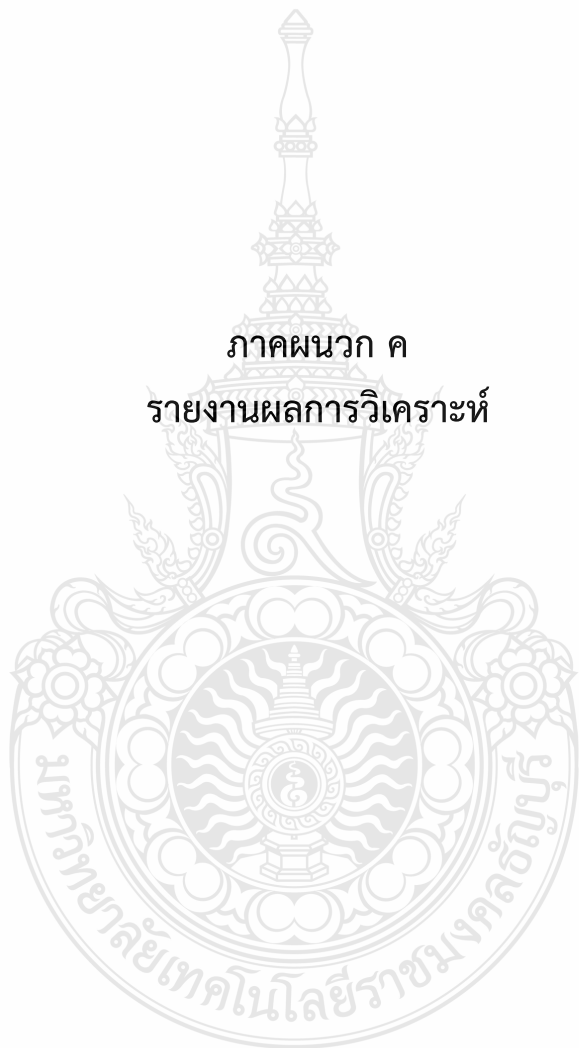 ภาคผนวก ค
รายงานผลการวิเคราะห์
มหาวิทยาลัยเทคโนโลยีราชมงคลธัญบุรี